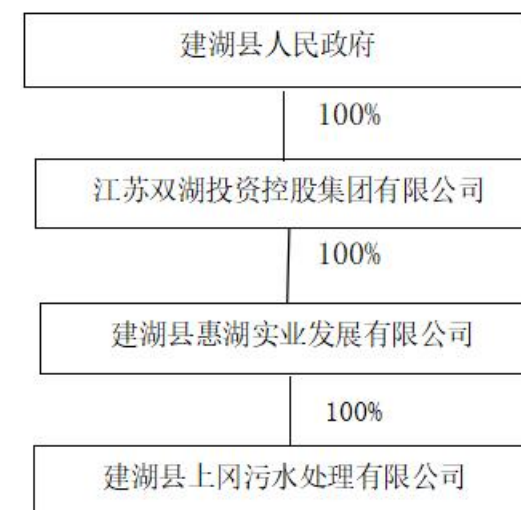 建湖县人民政府
100%
江苏双湖投资控股集团有限公司
100%
建湖县惠湖实业发展有限公司
100%
建湖县上冈污水处理有限公司